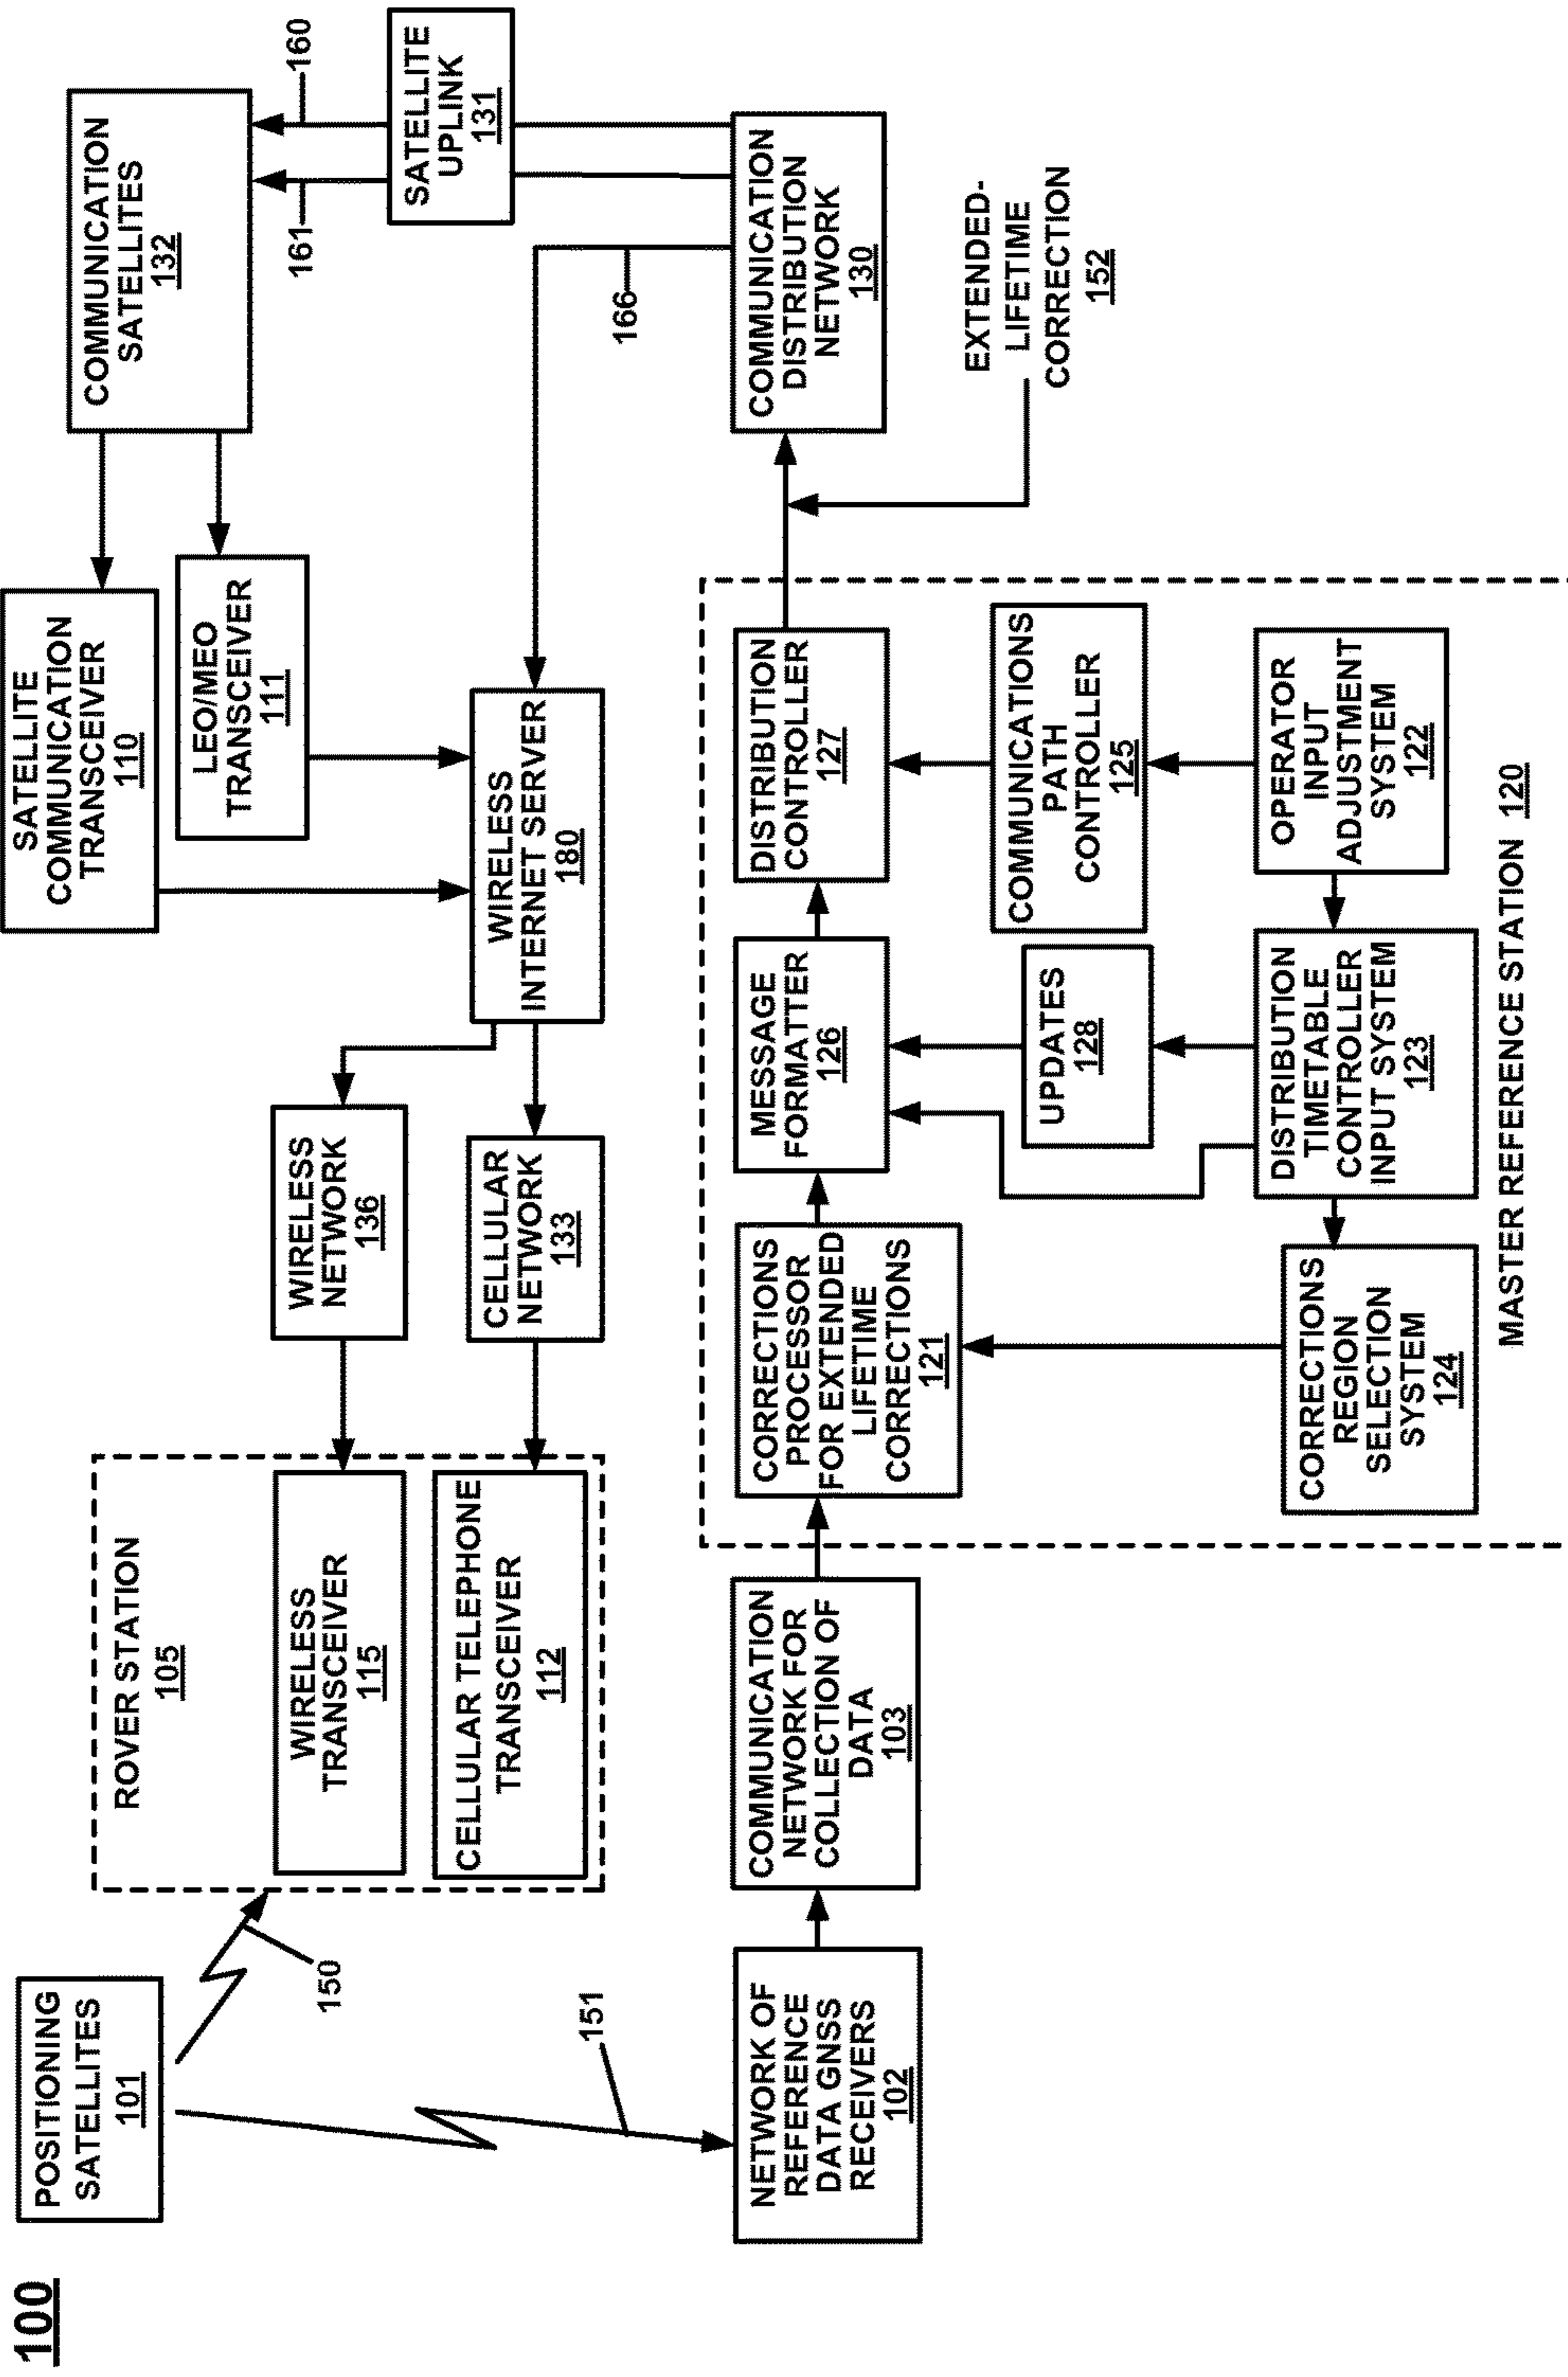 100
POSITIONING
SATELLITES
101
150
151
ROVER STATION
105
WIRELESS
TRANSCEIVER
115
CELLULAR TELEPHONE
TRANSCEIVER
112
WIRELESS
NETWORK
136
CELLULAR
NETWORK
133
SATELLITE
COMMUNICATION
TRANSCEIVER
110
LEO/MEO
TRANSCEIVER
111
WIRELESS
INTERNET SERVER
180
COMMUNICATION
SATELLITES
132
161
160
SATELLITE
UPLINK
131
166
COMMUNICATION
DISTRIBUTION
NETWORK
130
EXTENDED-
LIFETIME
CORRECTION
152
NETWORK OF
REFERENCE
DATA GNSS
RECEIVERS
102
COMMUNICATION
NETWORK FOR
COLLECTION OF
DATA
103
CORRECTIONS
PROCESSOR
FOR EXTENDED
LIFETIME
CORRECTIONS
121
MESSAGE
FORMATTER
126
DISTRIBUTION
CONTROLLER
127
UPDATES
128
COMMUNICATIONS
PATH
CONTROLLER
125
CORRECTIONS
REGION
SELECTION
SYSTEM
124
DISTRIBUTION
TIMETABLE
CONTROLLER
INPUT SYSTEM
123
OPERATOR
INPUT
ADJUSTMENT
SYSTEM
122
MASTER REFERENCE STATION 120